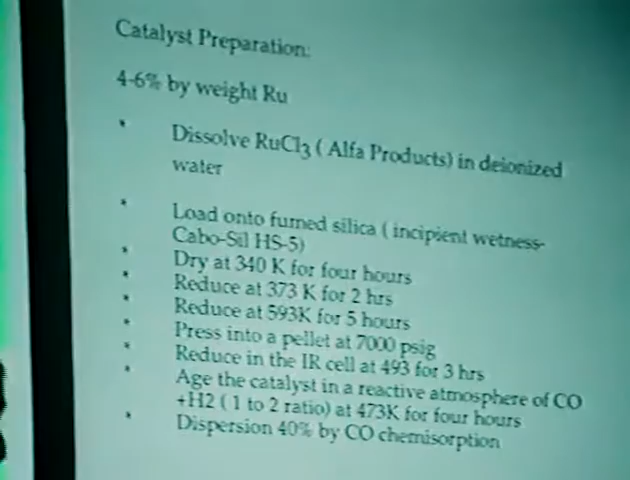 Catalyst Preparation:
4-6% by weight Ru
• Dissolve RuCl3 ( Alfa Products) in deionized
water
• Load onto fumed silica ( incipient wetness-
Cabo-Sil HS-5)
• Dry at 340 K for four hours
• Reduce at 373 K for 2 hrs
• Reduce at 593K for 5 hours
• Press into a pellet at 7000 psig
• Reduce in the IR cell at 493 for 3 hrs
• Age the catalyst in a reactive atmosphere of CO
+H2 ( 1 to 2 ratio) at 473K for four hours
• Dispersion 40% by CO chemisorption